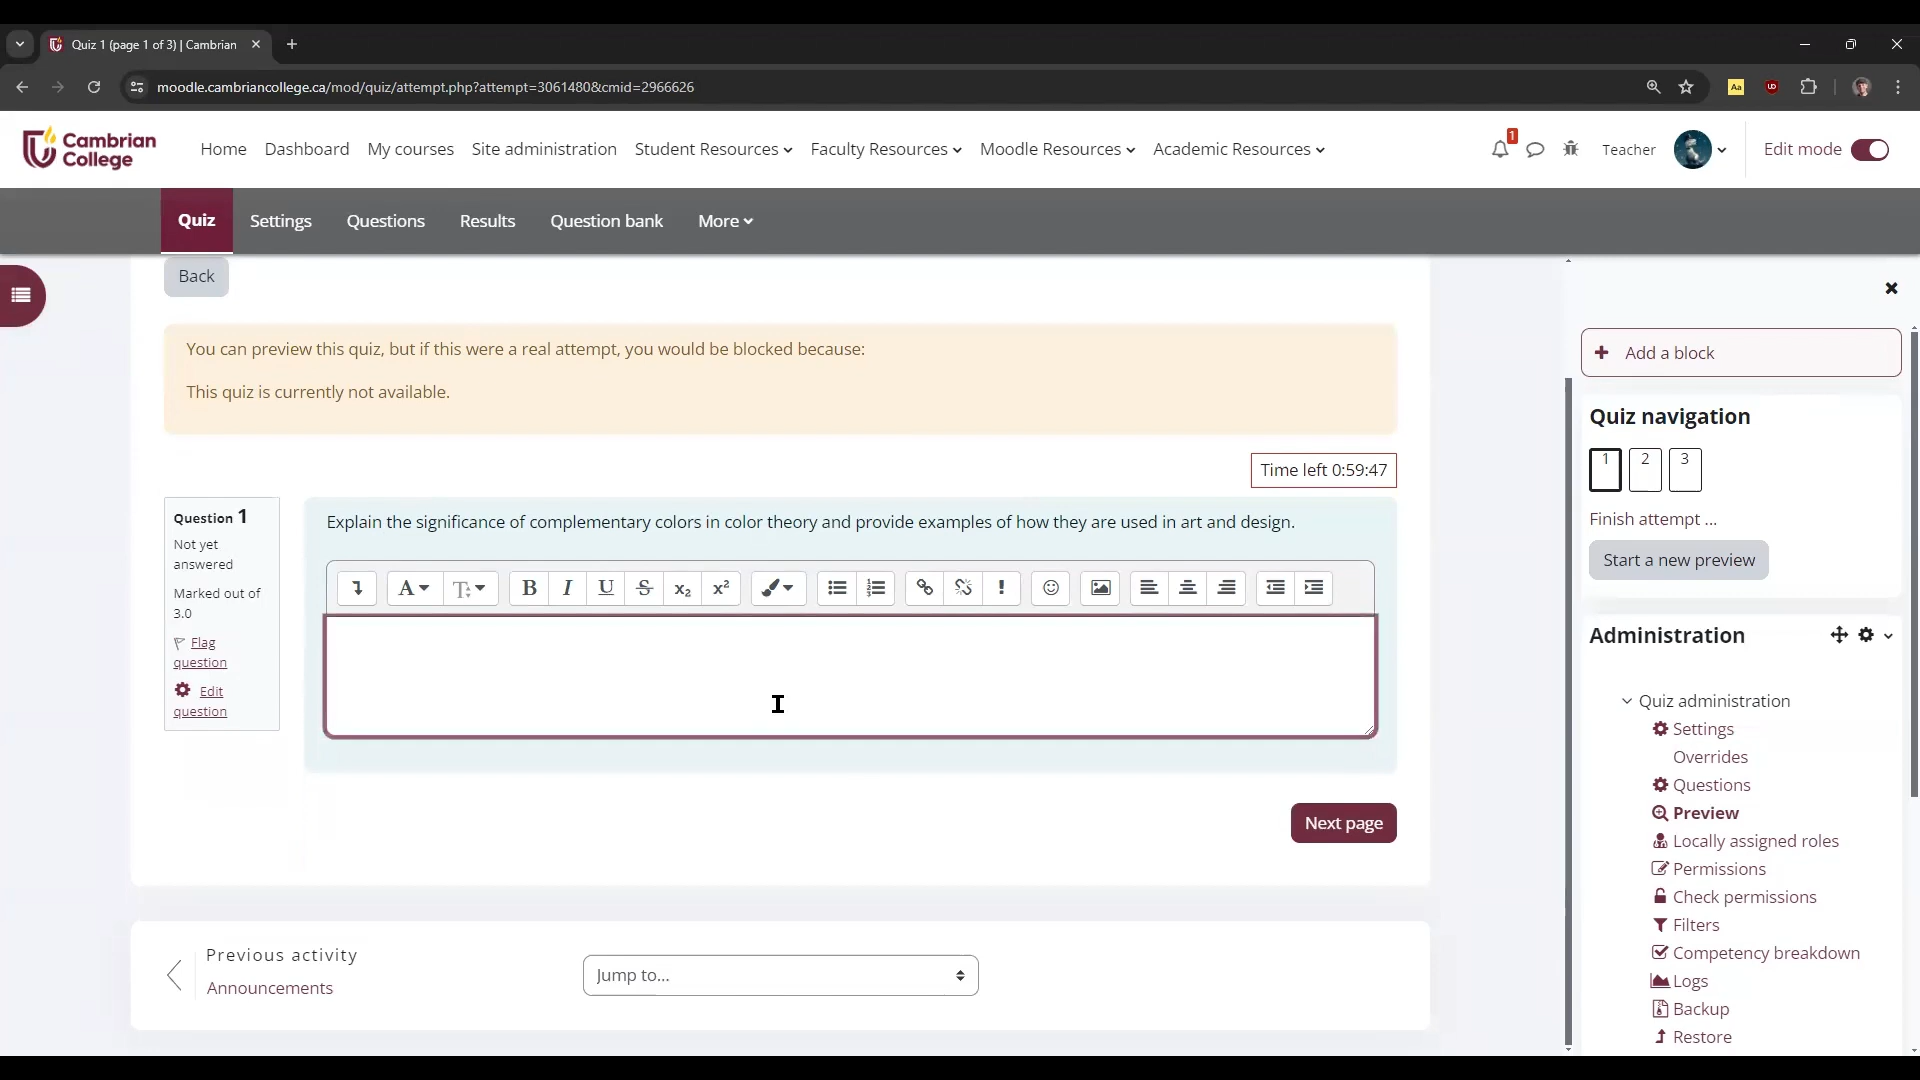 Quiz 1 (page 1 of 3) | Cambrian
moodle.cambriancollege.ca/mod/quiz/attempt.php?attempt=3061480&cmid=2966626
Aa
UD
Cambrian
College
Home Dashboard My courses Site administration Student Resources Faculty Resources Moodle Resources Academic Resources
1
Teacher
Edit mode
Quiz Settings Questions Results Question bank More
Back
You can preview this quiz, but if this were a real attempt, you would be blocked because:
This quiz is currently not available.
Time left 0:59:47
Question 1
Not yet
answered
Marked out of
3.0
Flag
question
Edit
question
Explain the significance of complementary colors in color theory and provide examples of how they are used in art and design.
A T B I U S x2 x²
Next page
Previous activity
Announcements
Jump to...
Add a block
Quiz navigation
1 2 3
Finish attempt ...
Start a new preview
Administration
Quiz administration
Settings
Overrides
Questions
Preview
Locally assigned roles
Permissions
Check permissions
Filters
Competency breakdown
Logs
Backup
Restore